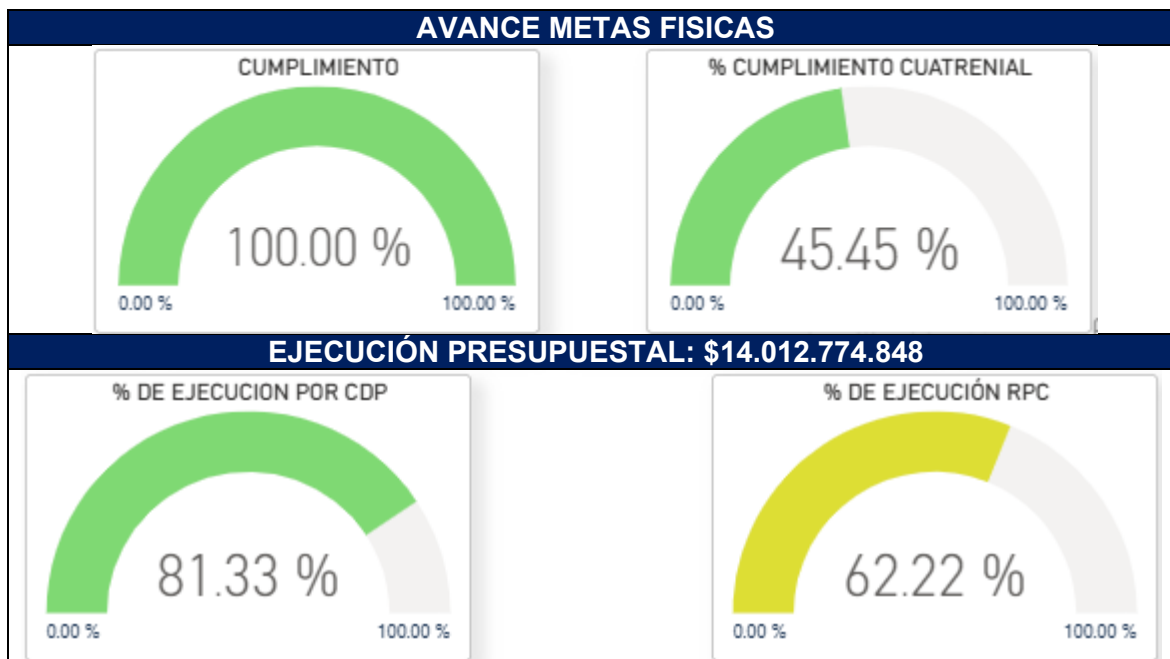 AVANCE METAS FISICAS
CUMPLIMIENTO
100.00 %
0.00 %
100.00 %
% CUMPLIMIENTO CUATRENIAL
45.45 %
0.00 %
100.00 %
EJECUCIÓN PRESUPUESTAL: $14.012.774.848
% DE EJECUCION POR CDP
81.33 %
0.00 %
100.00 %
% DE EJECUCIÓN RPC
62.22 %
0.00 %
100.00 %